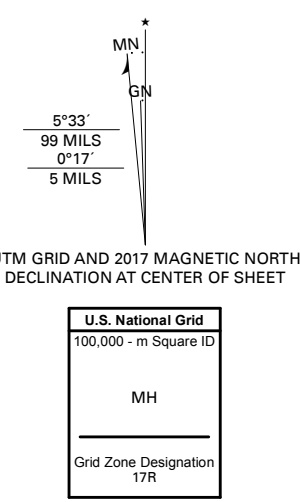 ★
MN
GN
5°33´
99 MILS
0°17´
5 MILS
UTM GRID AND 2017 MAGNETIC NORTH
DECLINATION AT CENTER OF SHEET
U.S. National Grid
100,000 - m Square ID
MH
Grid Zone Designation
17R